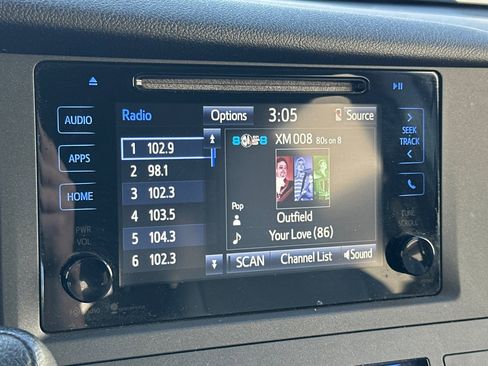 Radio Options 3:05 Source
AUDIO
APPS
HOME
PWR
VOL
1 102.9
2 98.1
3 102.3
4 103.5
5 104.3
6 102.3
XM 008 80s on 8
Pop
Outfield
Your Love (86)
SCAN Channel List Sound
SEEK
TRACK
TUNE
SCROLL